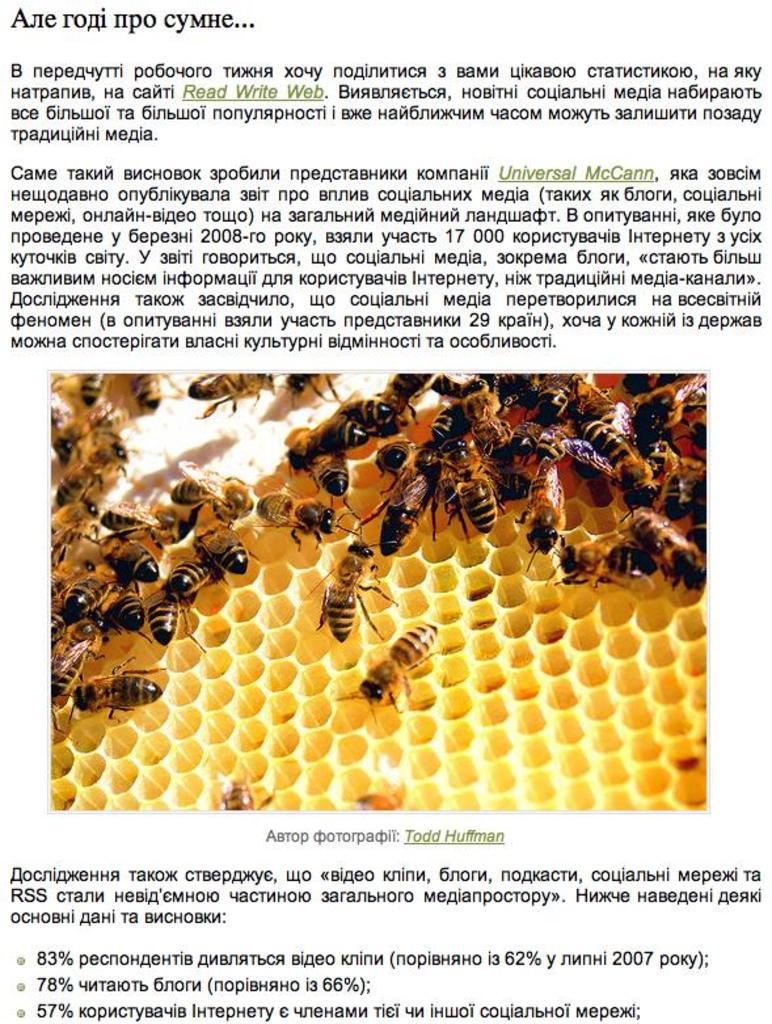 Але годі про сумне...
В передчутті робочого тижня хочу поділитися з вами цікавою статистикою, на яку
натрапив, на сайті Read Write Web. Виявляється, новітні соціальні медіа набирають
все більшої та більшої популярності і вже найближчим часом можуть залишити позаду
традиційні медіа.
Саме такий висновок зробили представники компанії Universal McCann, яка зовсім
нещодавно опублікувала звіт про вплив соціальних медіа (таких як блоги, соціальні
мережі, онлайн-відео тощо) на загальний медійний ландшафт. В опитуванні, яке було
проведене у березні 2008-го року, взяли участь 17 000 користувачів Інтернету з усіх
куточків світу. У звіті говориться, що соціальні медіа, зокрема блоги, «стають більш
важливим носієм інформації для користувачів Інтернету, ніж традиційні медіа-канали».
Дослідження також засвідчило, що соціальні медіа перетворилися на всесвітній
феномен (в опитуванні взяли участь представники 29 країн), хоча у кожній із держав
можна спостерігати власні культурні відмінності та особливості.
Автор фотографії: Todd Huffman
Дослідження також стверджує, що «відео кліпи, блоги, подкасти, соціальні мережі та
RSS стали невід'ємною частиною загального медіапростору». Нижче наведені деякі
основні дані та висновки:
83% респондентів дивляться відео кліпи (порівняно із 62% у липні 2007 року);
78% читають блоги (порівняно із 66%);
57% користувачів Інтернету є членами тієї чи іншої соціальної мережі;